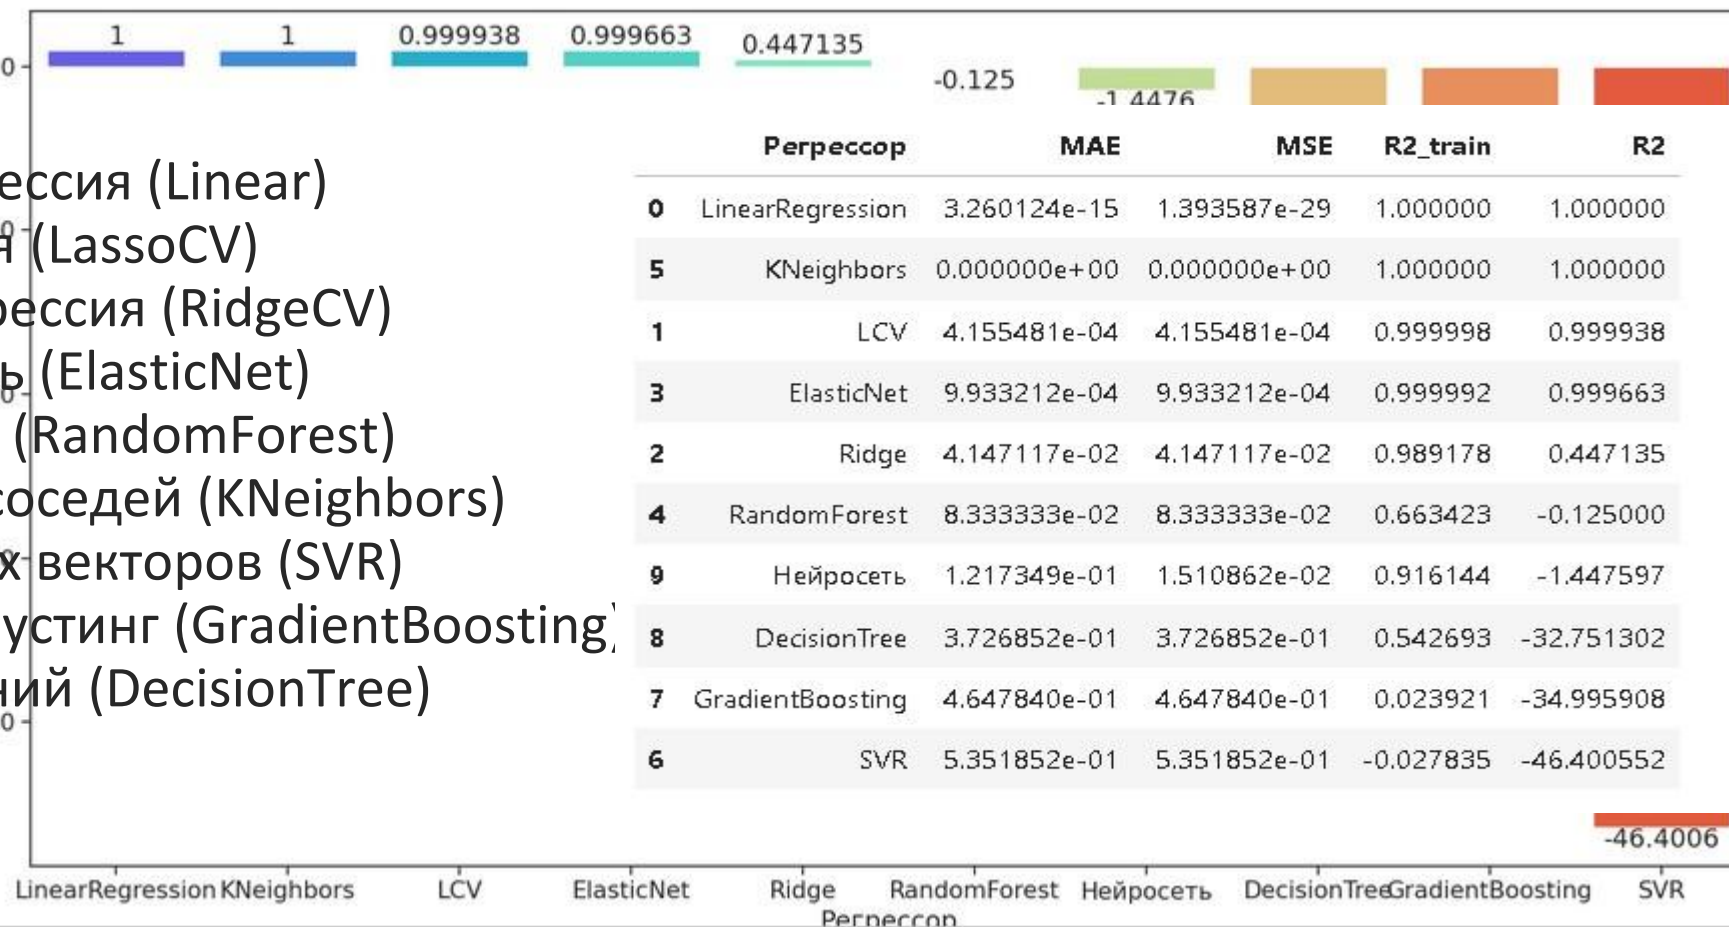 1 1 0.999938 0.999663 0.447135 -0.125 -1.4476
0
ессия (Linear)
0
я (LassoCV)
рессия (RidgeCV)
ь (ElasticNet)
0
(RandomForest)
соседей (KNeighbors)
х векторов (SVR)
0
устинг (GradientBoosting)
ний (DecisionTree)
0
Регрессор MAE MSE R2_train R2
0 LinearRegression 3.260124e-15 1.393587e-29 1.000000 1.000000
5 KNeighbors 0.000000e+00 0.000000e+00 1.000000 1.000000
1 LCV 4.155481e-04 4.155481e-04 0.999998 0.999938
3 ElasticNet 9.933212e-04 9.933212e-04 0.999992 0.999663
2 Ridge 4.147117e-02 4.147117e-02 0.989178 0.447135
4 RandomForest 8.333333e-02 8.333333e-02 0.663423 -0.125000
9 Нейросеть 1.217349e-01 1.510862e-02 0.916144 -1.447597
8 DecisionTree 3.726852e-01 3.726852e-01 0.542693 -32.751302
7 GradientBoosting 4.647840e-01 4.647840e-01 0.023921 -34.995908
6 SVR 5.351852e-01 5.351852e-01 -0.027835 -46.400552
-46.4006
LinearRegression KNeighbors LCV ElasticNet Ridge RandomForest Нейросеть DecisionTree GradientBoosting SVR
Регрессор